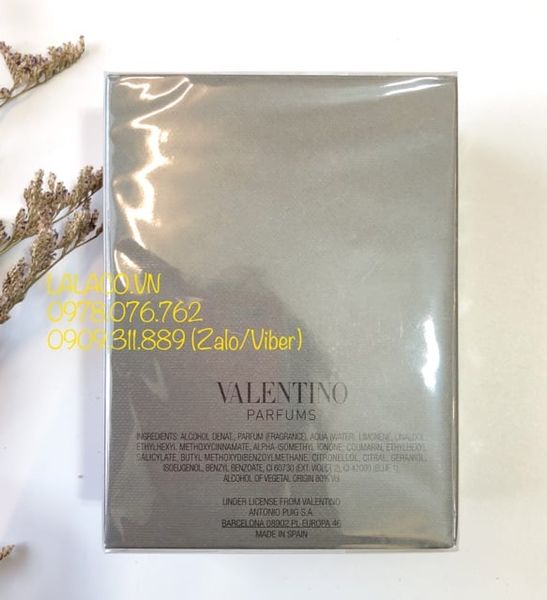 LALACO.VN
0978.076.762
0909.311.889 (Zalo/Viber)
VALENTINO
PARFUMS
INGREDIENTS: ALCOHOL DENAT., PARFUM (FRAGRANCE), AQUA (WATER), LIMONENE, LINALOOL,
ETHYLHEXYL METHOXYCINNAMATE, ALPHA-ISOMETHYL IONONE, COUMARIN, ETHYLHEXYL
SALICYLATE, BUTYL METHOXYDIBENZOYLMETHANE, CITRONELLOL, CITRAL, GERANIOL,
ISOEUGENOL, BENZYL BENZOATE, CI 60730 (EXT. VIOLET 2), CI 42090 (BLUE 1).
ALCOHOL OF VEGETAL ORIGIN 80% Vol
UNDER LICENSE FROM VALENTINO
ANTONIO PUIG S.A.
BARCELONA 08902 PL. EUROPA 46
MADE IN SPAIN